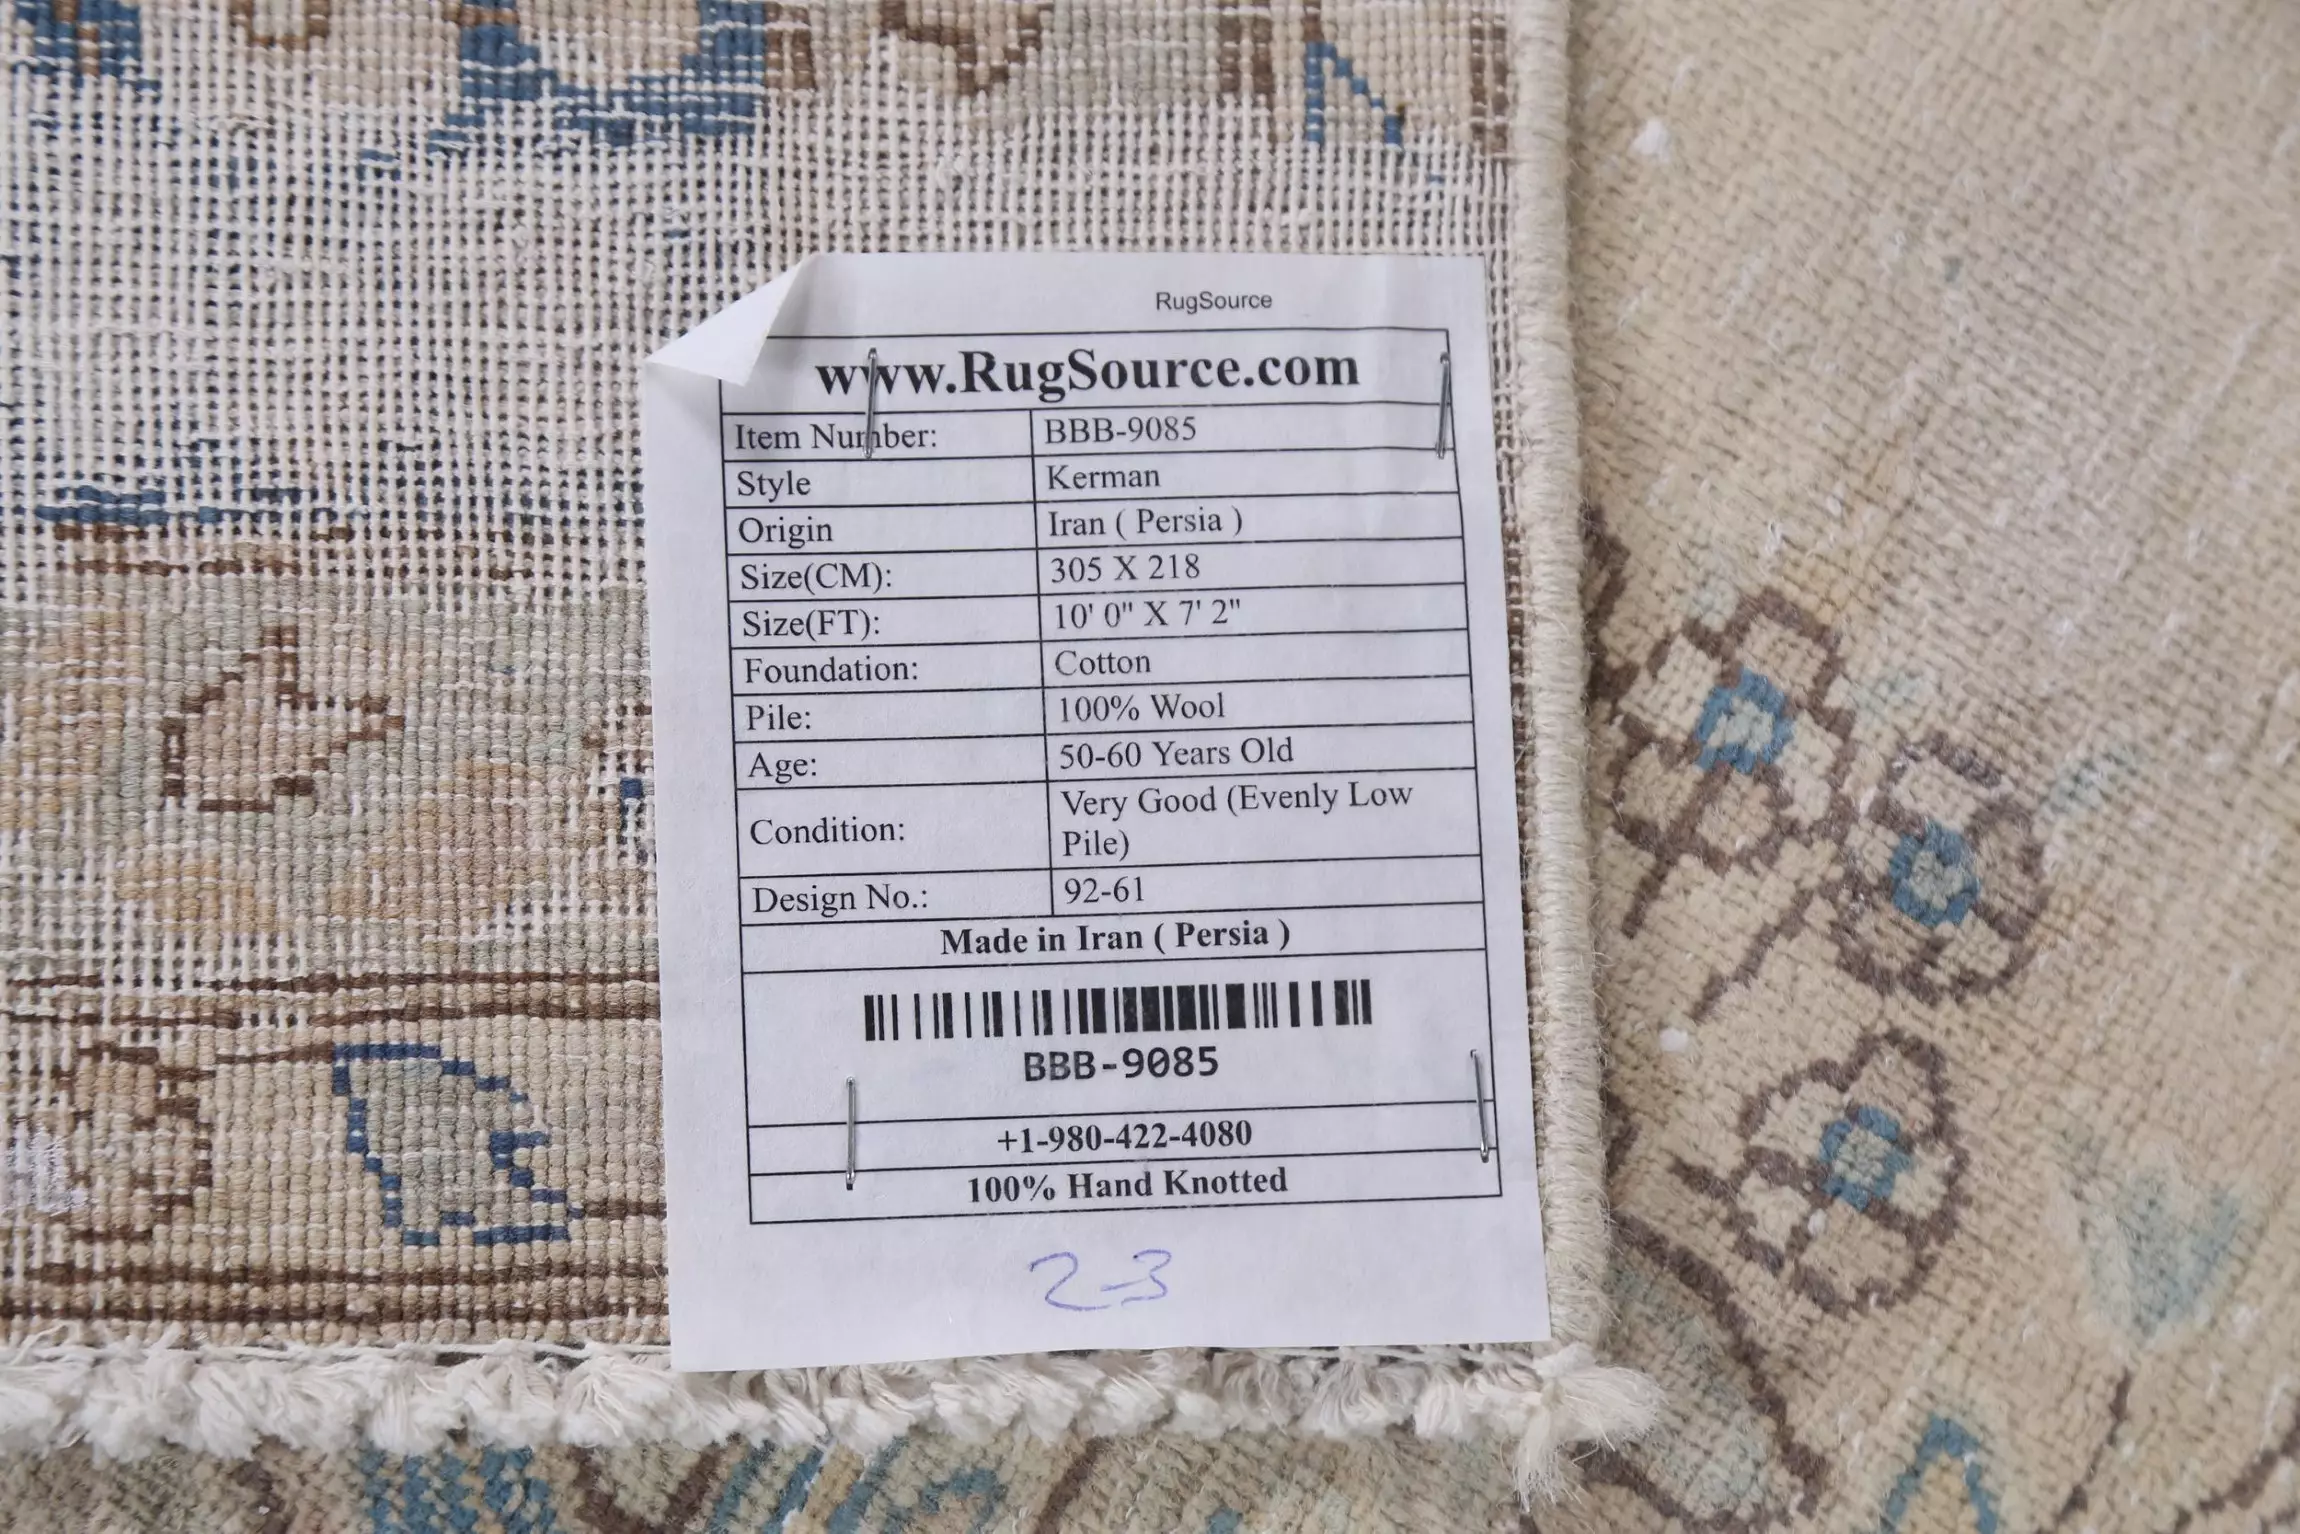 RugSource
www.RugSource.com
Item Number: BBB-9085
Style Kerman
Origin Iran ( Persia )
Size(CM): 305 X 218
Size(FT): 10' 0" X 7' 2"
Foundation: Cotton
Pile: 100% Wool
Age: 50-60 Years Old
Condition: Very Good (Evenly Low
Pile)
Design No.: 92-61
Made in Iran ( Persia )
BBB-9085
+1-980-422-4080
100% Hand Knotted
2-3